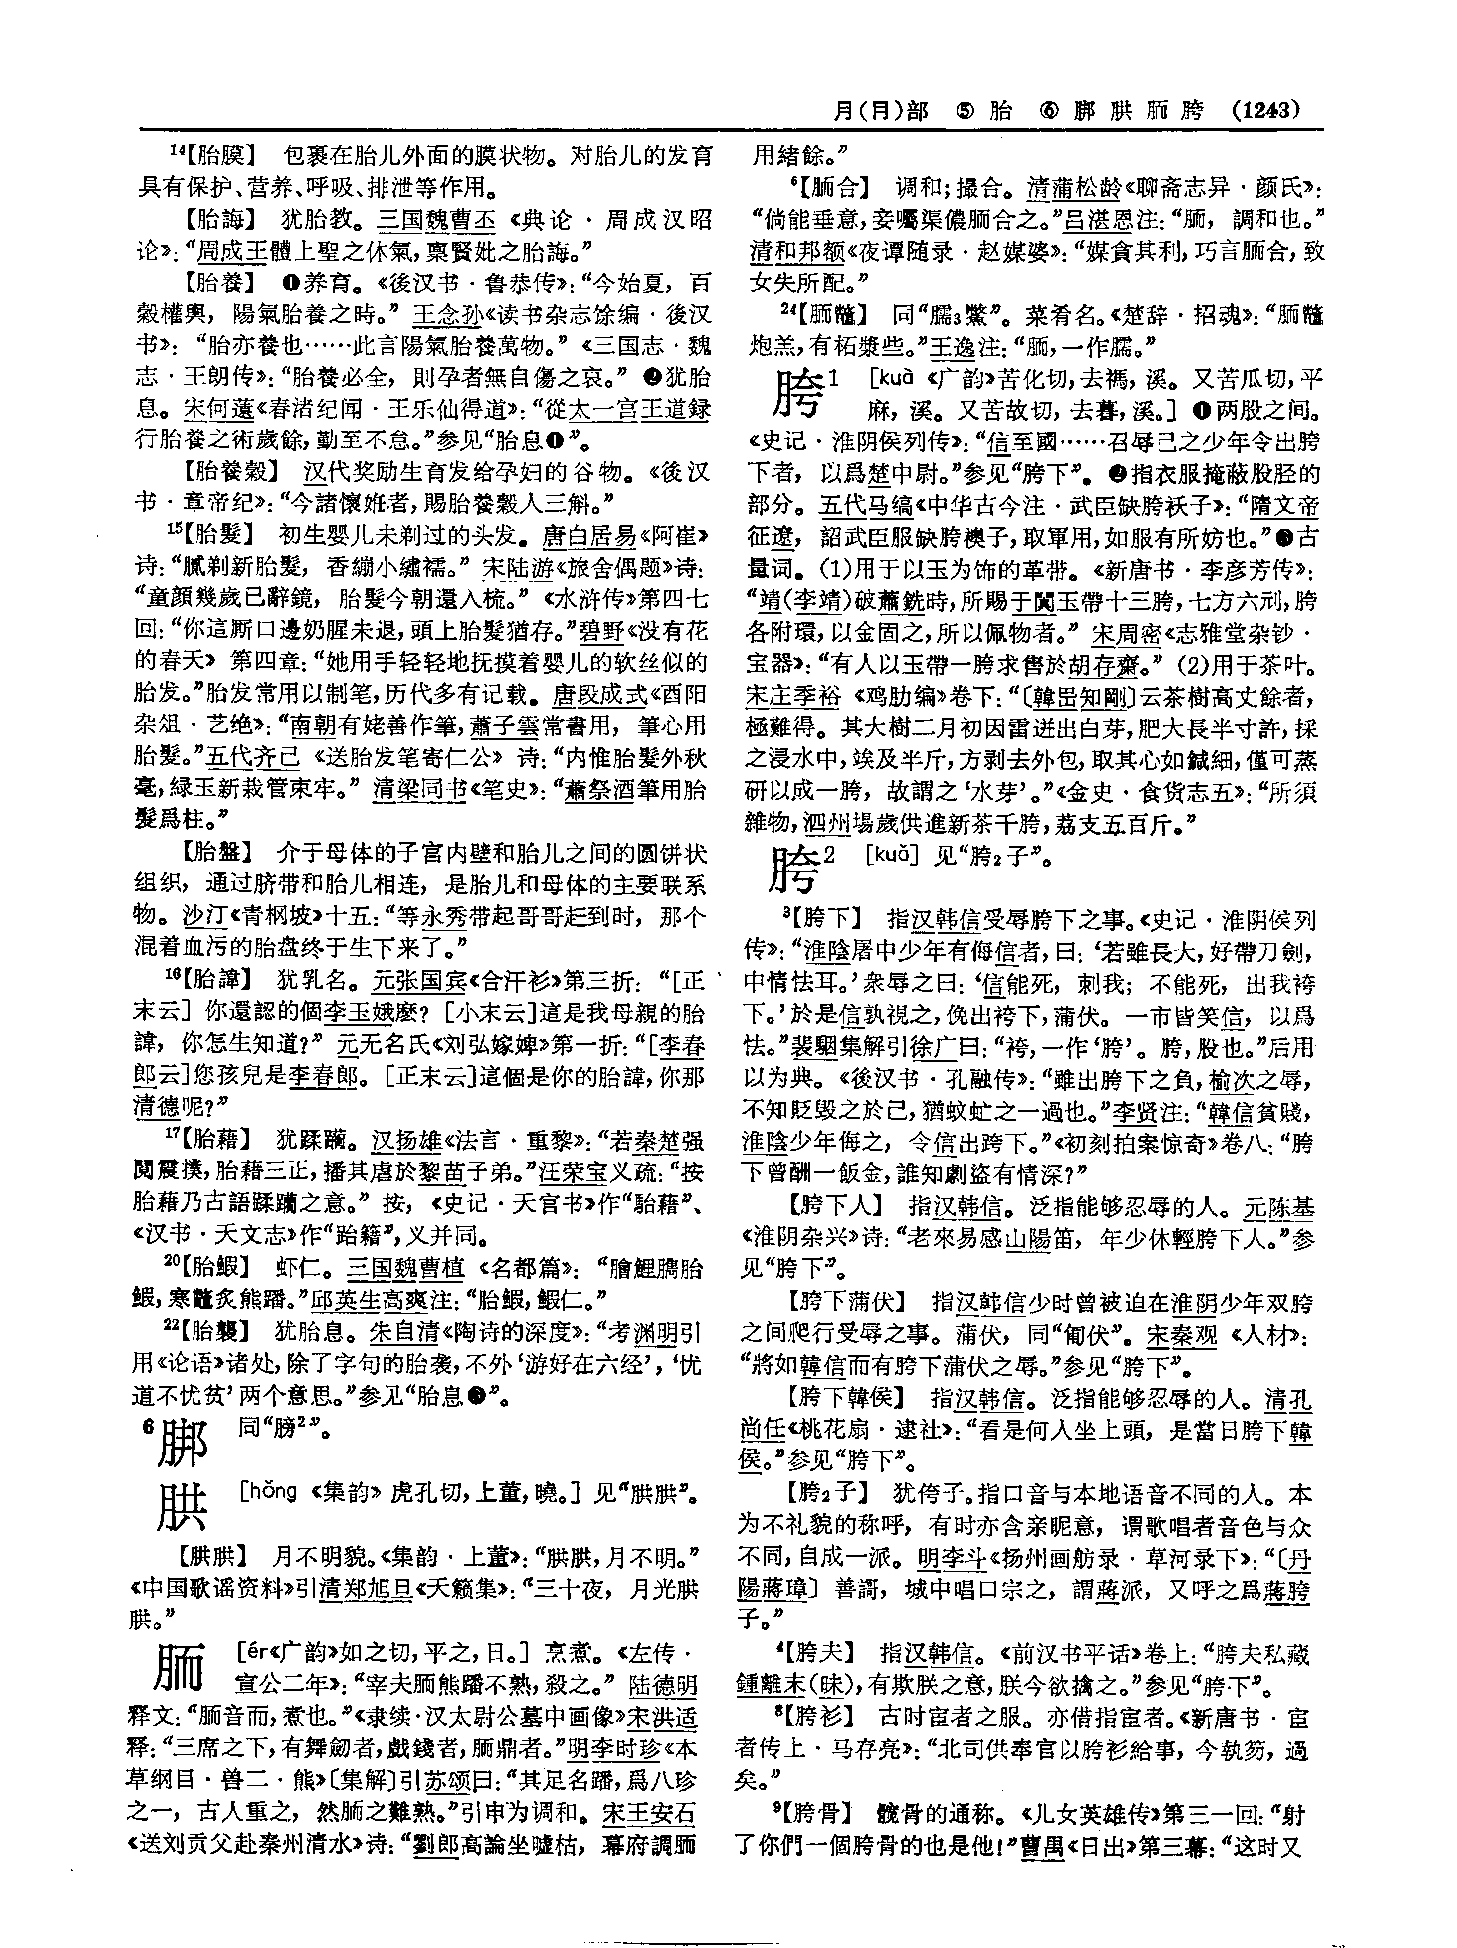 月(月)部 ⑤ 胎 ⑥ 䏺 䀧 胹 胯 (1243)
¹⁴【胎膜】 包裹在胎儿外面的膜状物。对胎儿的发育
具有保护、营养、呼吸、排泄等作用。
【胎誨】 犹胎教。三国魏曹丕《典论·周成汉昭
论》：“周成王體上聖之休氣，禀賢妣之胎誨。”
【胎養】 ❶养育。《後汉书·鲁恭传》：“今始夏，百
穀權輿，陽氣胎養之時。” 王念孙《读书杂志馀编·後汉
书》：“胎亦養也……此言陽氣胎養萬物。”《三国志·魏
志·王朗传》：“胎養必全，則孕者無自傷之哀。” ❷犹胎
息。宋何薳《春渚纪闻·王乐仙得道》：“從太一宫王道録
行胎養之術歲餘，勤至不怠。”参见“胎息❶”。
【胎養穀】 汉代奖励生育发给孕妇的谷物。《後汉
书·章帝纪》：“今諸懷姙者，賜胎養穀人三斛。”
¹⁵【胎髮】 初生婴儿未剃过的头发。唐白居易《阿崔》
诗：“膩剃新胎髮，香綳小繡襦。” 宋陆游《旅舍偶题》诗：
“童顔幾歲已辭鏡，胎髮今朝還入梳。”《水浒传》第四七
回：“你這厮口邊奶腥未退，頭上胎髮猶存。”碧野《没有花
的春天》第四章：“她用手轻轻地抚摸着婴儿的软丝似的
胎发。”胎发常用以制笔，历代多有记载。唐段成式《酉阳
杂俎·艺绝》：“南朝有姥善作筆，蕭子雲常書用，筆心用
胎髮。”五代齐己《送胎发笔寄仁公》诗：“内惟胎髮外秋
毫，緑玉新栽管束牢。” 清梁同书《笔史》：“蕭祭酒筆用胎
髮爲柱。”
【胎盤】 介于母体的子宫内壁和胎儿之间的圆饼状
组织，通过脐带和胎儿相连，是胎儿和母体的主要联系
物。沙汀《青㭎坡》十五：“等永秀带起哥哥赶到时，那个
混着血污的胎盘终于生下来了。”
¹⁶【胎諱】 犹乳名。元张国宾《合汗衫》第三折：“[正
末云] 你還認的個李玉娥麽？[小末云]這是我母親的胎
諱，你怎生知道？” 元无名氏《刘弘嫁婢》第一折：“[李春
郎云]您孩兒是李春郎。[正末云]這個是你的胎諱，你那
清德呢？”
¹⁷【胎藉】 犹蹂躏。汉扬雄《法言·重黎》：“若秦楚强
閱震撲，胎藉三正，播其虐於黎苗子弟。”汪荣宝义疏：“按
胎藉乃古語蹂躪之意。” 按，《史记·天官书》作“駘藉”、
《汉书·天文志》作“跆籍”，义并同。
²⁰【胎鰕】 虾仁。三国魏曹植《名都篇》：“膾鯉臇胎
鰕，寒鼈炙熊蹯。”邱英生高爽注：“胎鰕，鰕仁。”
²²【胎襲】 犹胎息。朱自清《陶诗的深度》：“考渊明引
用《论语》诸处，除了字句的胎袭，不外‘游好在六经’，‘忧
道不忧贫’两个意思。”参见“胎息❸”。
6 䏺 同“膀²”。
䀧 [hǒng 《集韵》虎孔切，上董，曉。] 见“䀧䀧”。
【䀧䀧】 月不明貌。《集韵·上董》：“䀧䀧，月不明。”
《中国歌谣资料》引清郑旭旦《天籁集》：“三十夜，月光䀧
䀧。”
胹 [ér《广韵》如之切，平之，日。] 烹煮。《左传·
宣公二年》：“宰夫胹熊蹯不熟，殺之。” 陆德明
释文：“胹音而，煮也。”《隶续·汉太尉公墓中画像》宋洪适
释：“三席之下，有舞劒者，戲錢者，胹鼎者。”明李时珍《本
草纲目·兽二·熊》〔集解〕引苏颂曰：“其足名蹯，爲八珍
之一，古人重之，然胹之難熟。”引申为调和。宋王安石
《送刘贡父赴秦州清水》诗：“劉郎高論坐嘘枯，幕府調胹
用緒餘。”
⁶【胹合】 调和；撮合。清蒲松龄《聊斋志异·颜氏》：
“倘能垂意，妾囑渠儂胹合之。”吕湛恩注：“胹，調和也。”
清和邦额《夜谭随录·赵媒婆》：“媒貪其利，巧言胹合，致
女失所配。”
²⁴【胹鼈】 同“臑₃鱉”。菜肴名。《楚辞·招魂》：“胹鼈
炮羔，有柘漿些。”王逸注：“胹，一作臑。”
胯1 [kuà 《广韵》苦化切，去禡，溪。又苦瓜切，平
麻，溪。又苦故切，去暮，溪。] ❶两股之间。
《史记·淮阴侯列传》：“信至國……召辱己之少年令出胯
下者，以爲楚中尉。”参见“胯下”。 ❷指衣服掩蔽股胫的
部分。五代马缟《中华古今注·武臣缺胯袄子》：“隋文帝
征遼，詔武臣服缺胯襖子，取軍用，如服有所妨也。”❸古
量词。(1)用于以玉为饰的革带。《新唐书·李彦芳传》：
“靖(李靖)破蕭銑時，所賜于闐玉帶十三胯，七方六刓，胯
各附環，以金固之，所以佩物者。” 宋周密《志雅堂杂钞·
宝器》：“有人以玉帶一胯求售於胡存齋。” (2)用于茶叶。
宋庄季裕《鸡肋编》卷下：“〔韓岊知剛〕云茶樹高丈餘者，
極難得。其大樹二月初因雷迸出白芽，肥大長半寸許，採
之浸水中，竢及半斤，方剥去外包，取其心如鍼細，僅可蒸
研以成一胯，故謂之‘水芽’。”《金史·食货志五》：“所須
雜物，泗州場歲供進新茶千胯，荔支五百斤。”
胯2 [kuǎ] 见“胯₂子”。
³【胯下】 指汉韩信受辱胯下之事。《史记·淮阴侯列
传》：“淮陰屠中少年有侮信者，曰：‘若雖長大，好帶刀劍，
中情怯耳。’衆辱之曰：‘信能死，刺我；不能死，出我袴
下。’於是信孰視之，俛出袴下，蒲伏。一市皆笑信，以爲
怯。”裴駰集解引徐广曰：“袴，一作‘胯’。胯，股也。”后用
以为典。《後汉书·孔融传》：“雖出胯下之負，榆次之辱，
不知貶毁之於己，猶蚊虻之一過也。”李贤注：“韓信貧賤，
淮陰少年侮之，令信出跨下。”《初刻拍案惊奇》卷八：“胯
下曾酬一飯金，誰知劇盗有情深？”
【胯下人】 指汉韩信。泛指能够忍辱的人。元陈基
《淮阴杂兴》诗：“老來易感山陽笛，年少休輕胯下人。”参
见“胯下”。
【胯下蒲伏】 指汉韩信少时曾被迫在淮阴少年双胯
之间爬行受辱之事。蒲伏，同“匍伏”。宋秦观《人材》：
“將如韓信而有胯下蒲伏之辱。”参见“胯下”。
【胯下韓侯】 指汉韩信。泛指能够忍辱的人。清孔
尚任《桃花扇·逮社》：“看是何人坐上頭，是當日胯下韓
侯。”参见“胯下”。
【胯₂子】 犹侉子。指口音与本地语音不同的人。本
为不礼貌的称呼，有时亦含亲昵意，谓歌唱者音色与众
不同，自成一派。明李斗《扬州画舫录·草河录下》：“〔丹
陽蔣璋〕善謌，城中唱口宗之，謂蔣派，又呼之爲蔣胯
子。”
⁴【胯夫】 指汉韩信。《前汉书平话》卷上：“胯夫私藏
鍾離末(眛)，有欺朕之意，朕今欲擒之。”参见“胯下”。
⁸【胯衫】 古时宦者之服。亦借指宦者。《新唐书·宦
者传上·马存亮》：“北司供奉官以胯衫給事，今執笏，過
矣。”
⁹【胯骨】 髋骨的通称。《儿女英雄传》第三一回：“射
了你們一個胯骨的也是他！”曹禺《日出》第三幕：“这时又